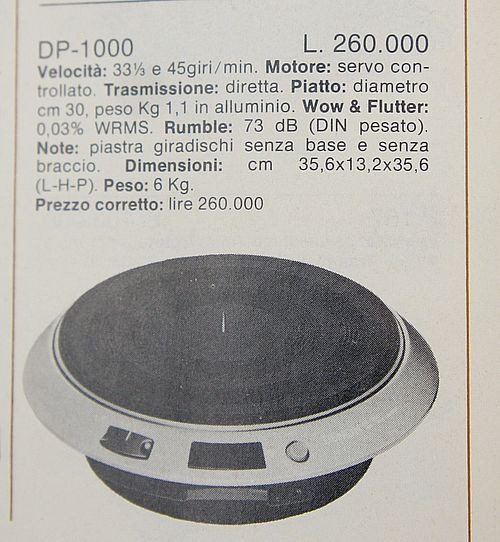 DP-1000 L. 260.000
Velocità: 33⅓ e 45giri/min. Motore: servo con-
trollato. Trasmissione: diretta. Piatto: diametro
cm 30, peso Kg 1,1 in alluminio. Wow & Flutter:
0,03% WRMS. Rumble: 73 dB (DIN pesato).
Note: piastra giradischi senza base e senza
braccio. Dimensioni: cm 35,6x13,2x35,6
(L-H-P). Peso: 6 Kg.
Prezzo corretto: lire 260.000